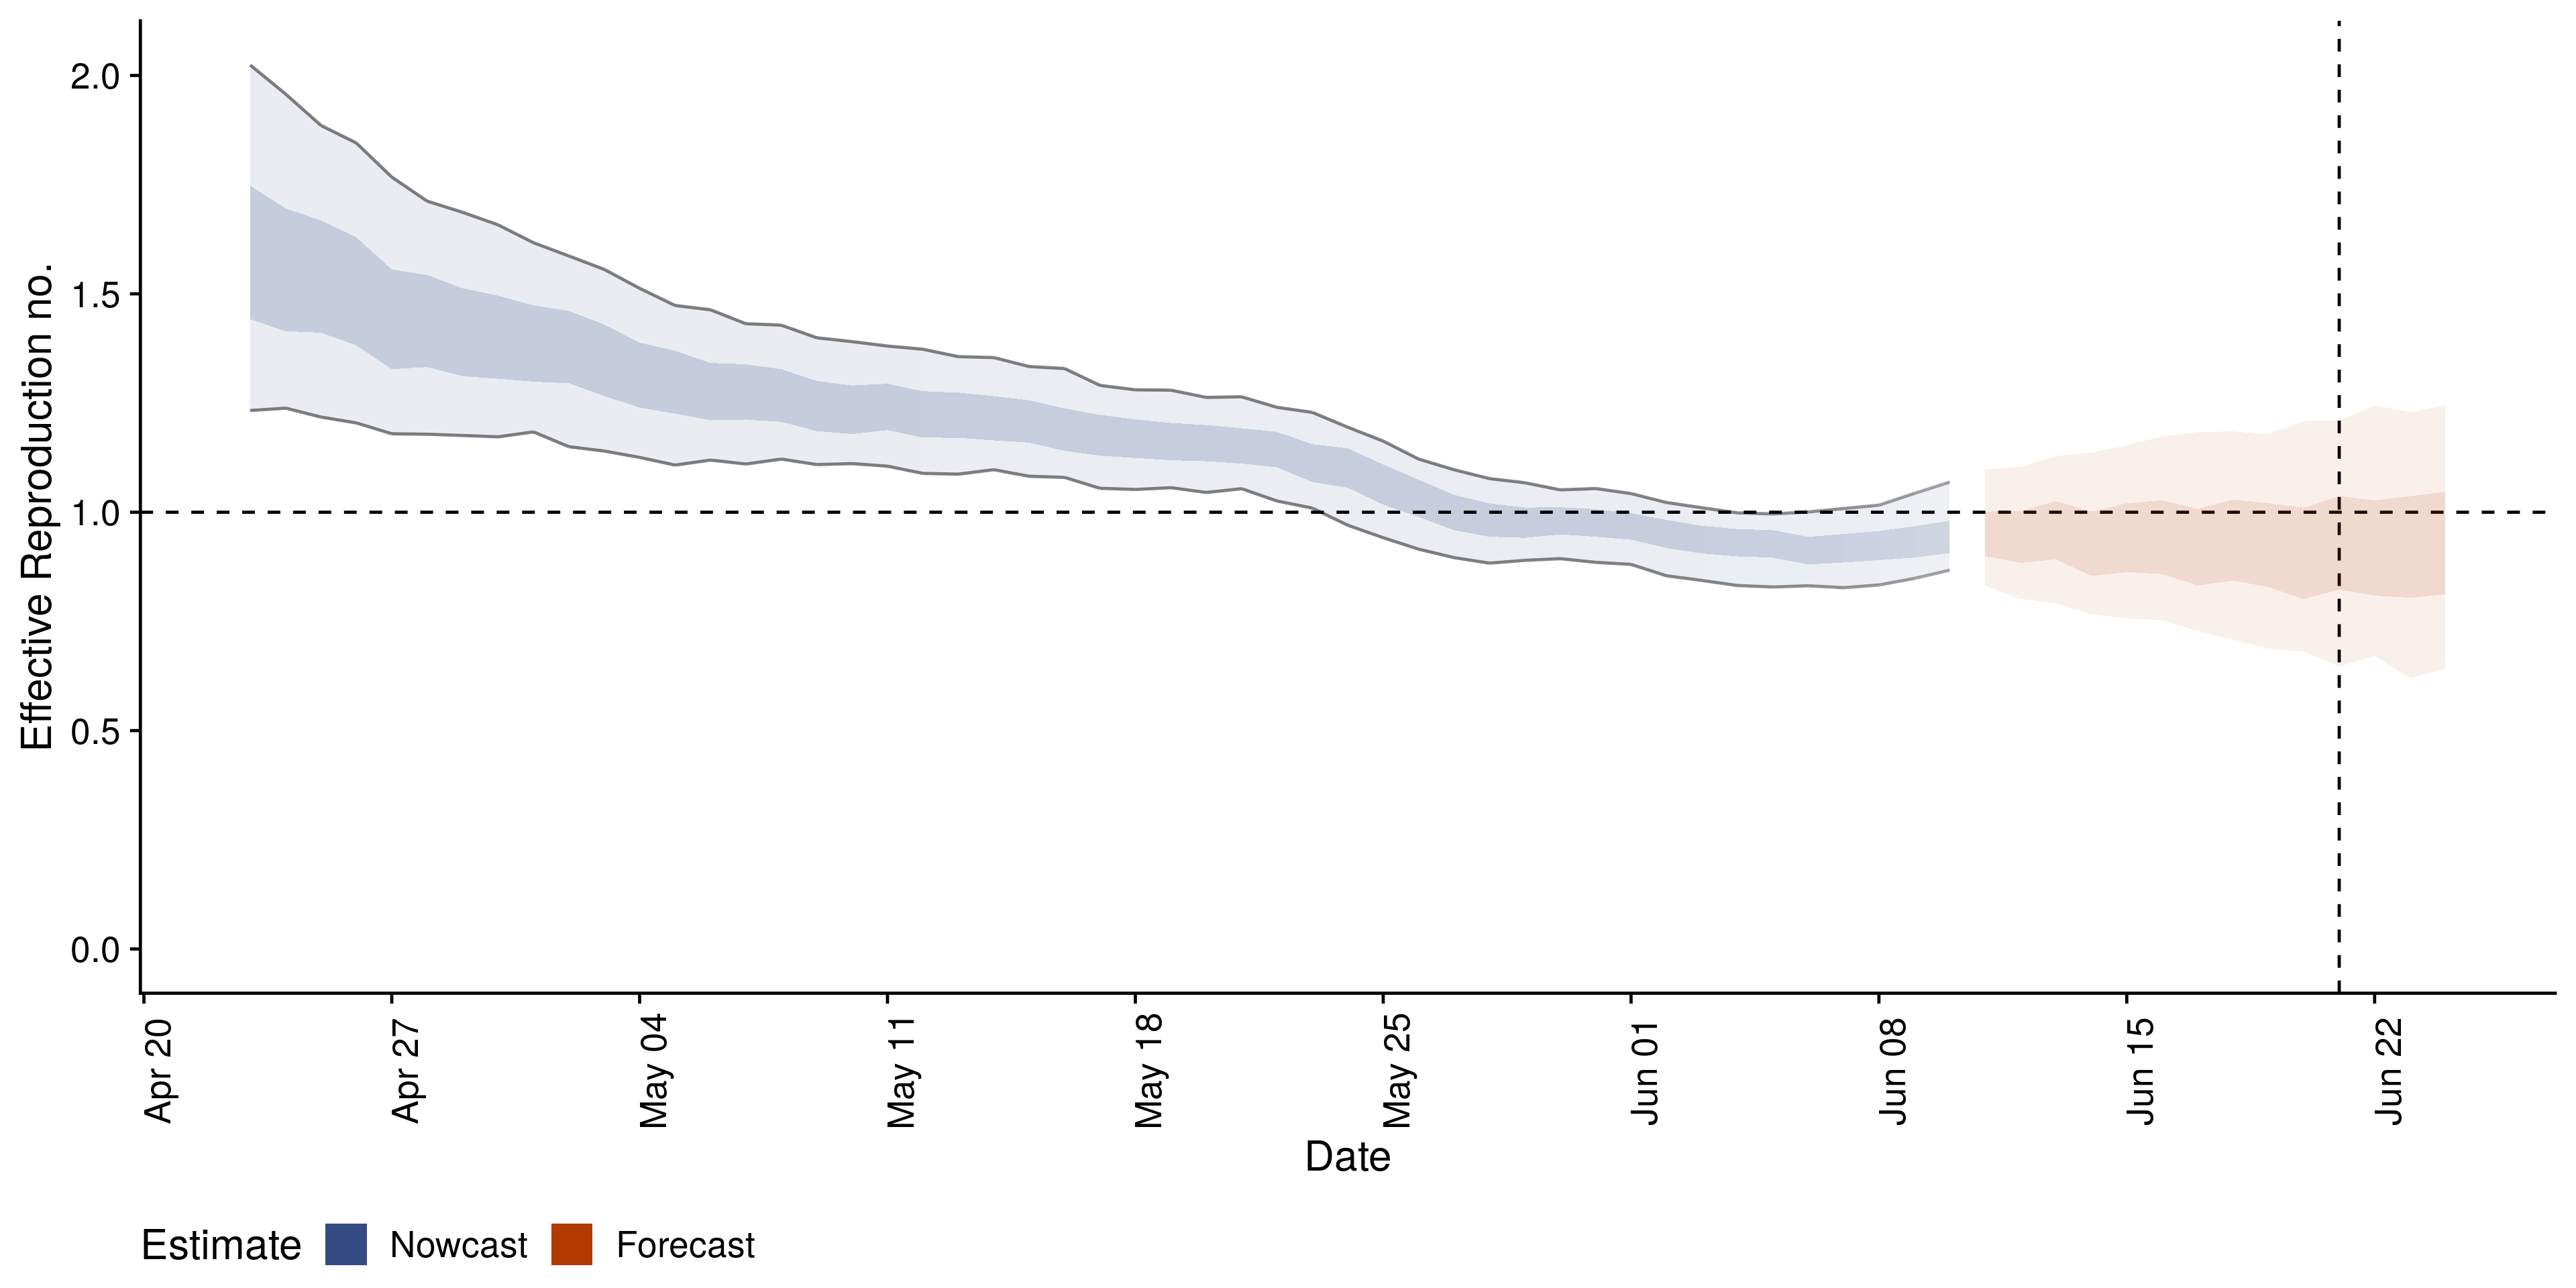 Effective Reproduction no.
2.0
1.5
1.0
0.5
0.0
Apr 20
Apr 27
May 04
May 11
May 18
May 25
Jun 01
Jun 08
Jun 15
Jun 22
Date
Estimate Nowcast Forecast